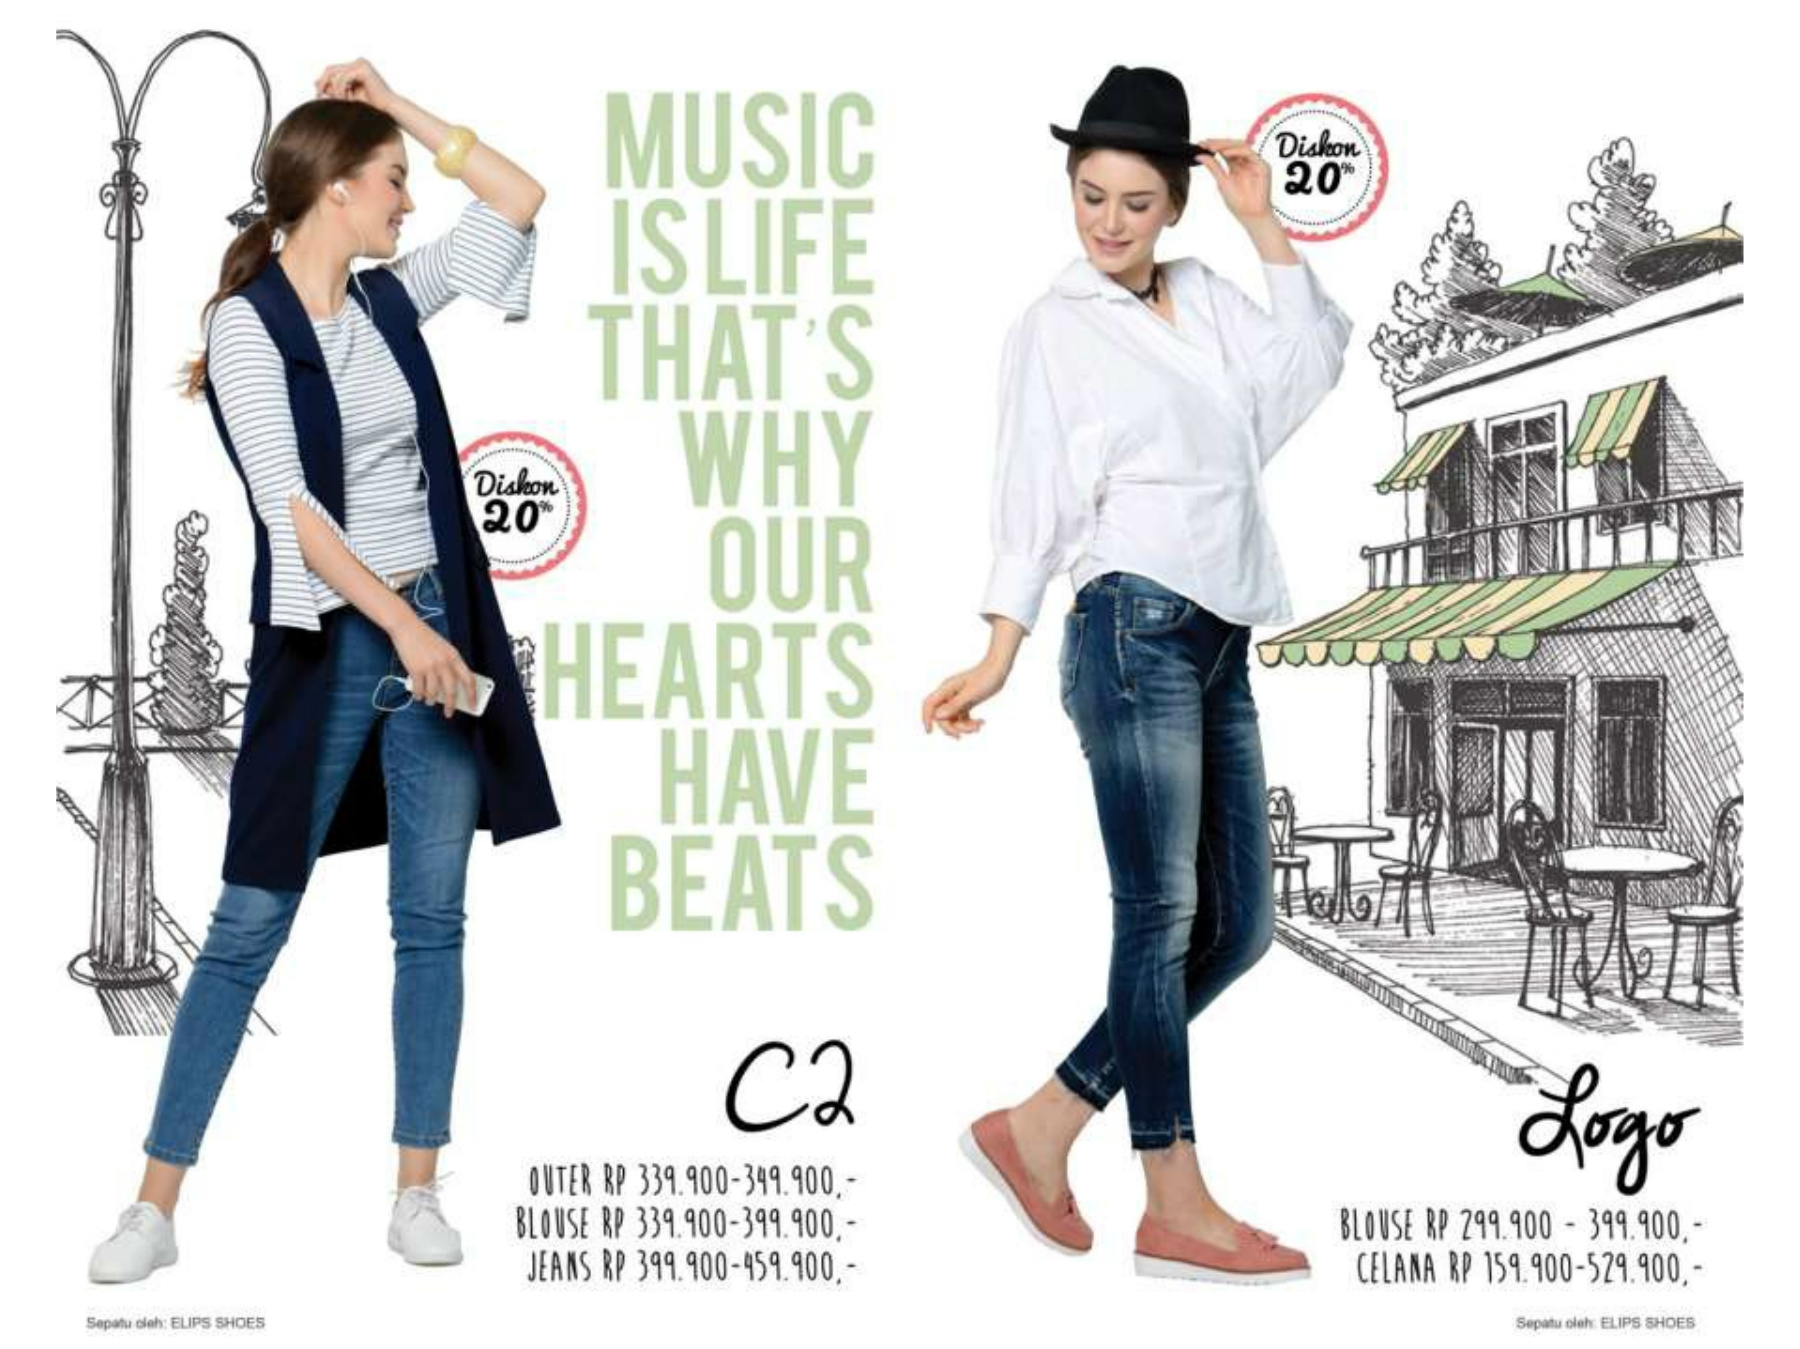 MUSIC
IS LIFE
THAT'S
WHY
OUR
HEARTS
HAVE
BEATS
Diskon
20%
C2
OUTER RP 339.900-349.900,-
BLOUSE RP 339.900-399.900,-
JEANS RP 399.900-459.900,-
Sepatu oleh: ELIPS SHOES
Diskon
20%
Logo
BLOUSE RP 299.900 - 399.900,-
CELANA RP 159.900-529.900,-
Sepatu oleh: ELIPS SHOES